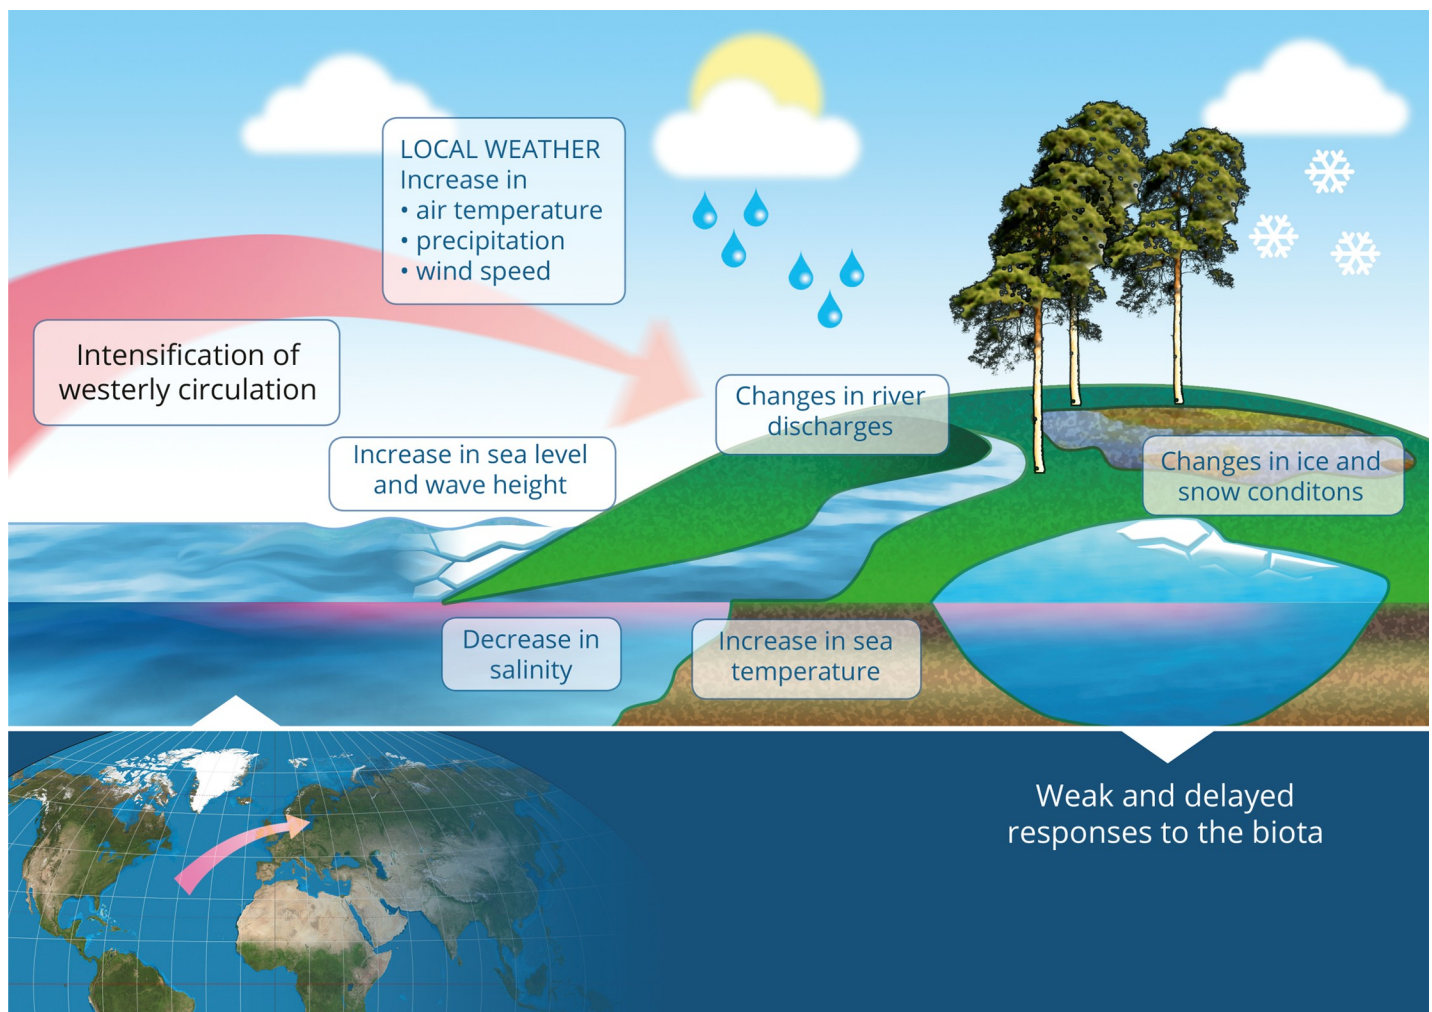 LOCAL WEATHER
Increase in
• air temperature
• precipitation
• wind speed
Intensification of
westerly circulation
Changes in river
discharges
Increase in sea level
and wave height
Changes in ice and
snow conditons
Decrease in
salinity
Increase in sea
temperature
Weak and delayed
responses to the biota